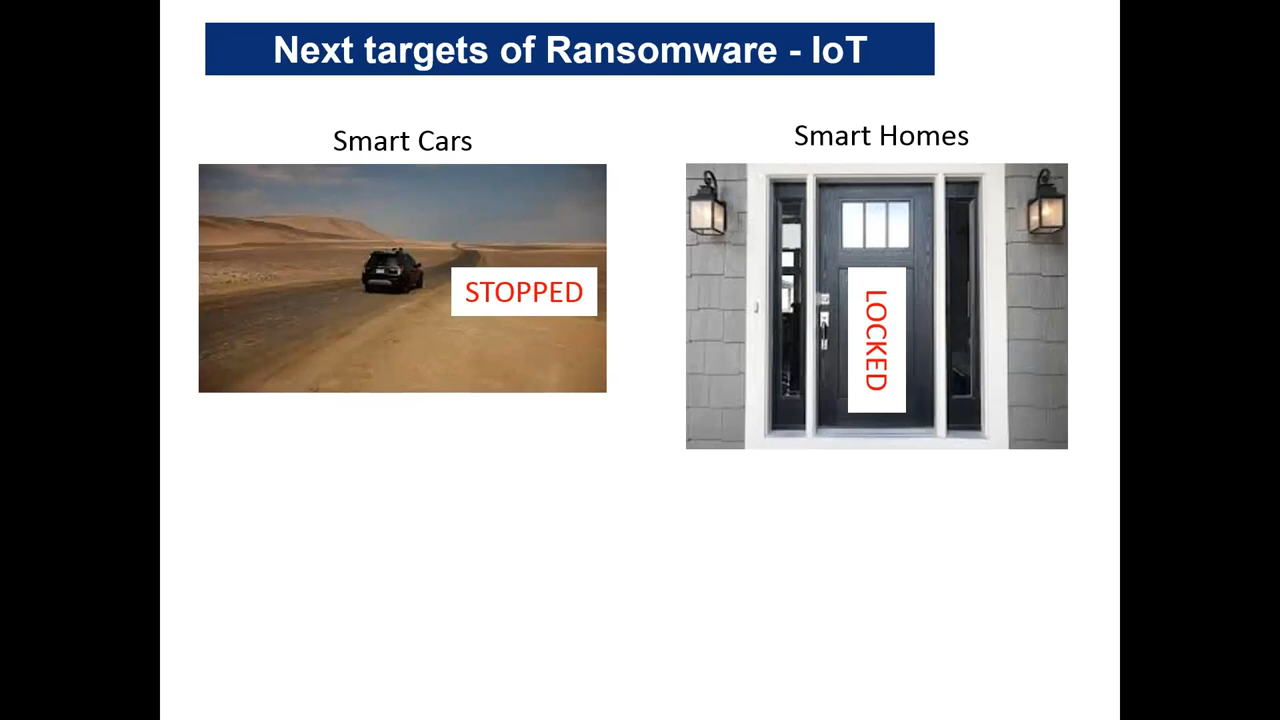 Next targets of Ransomware - IoT
Smart Cars
STOPPED
Smart Homes
LOCKED